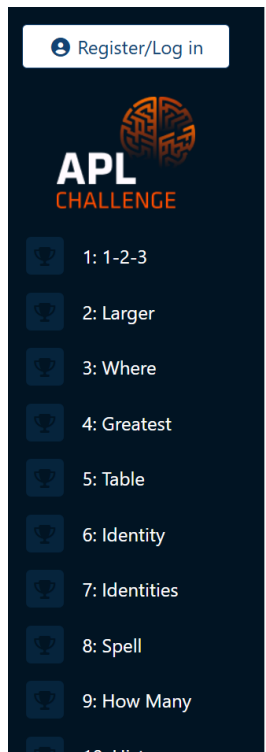 Register/Log in
APL
CHALLENGE
1: 1-2-3
2: Larger
3: Where
4: Greatest
5: Table
6: Identity
7: Identities
8: Spell
9: How Many